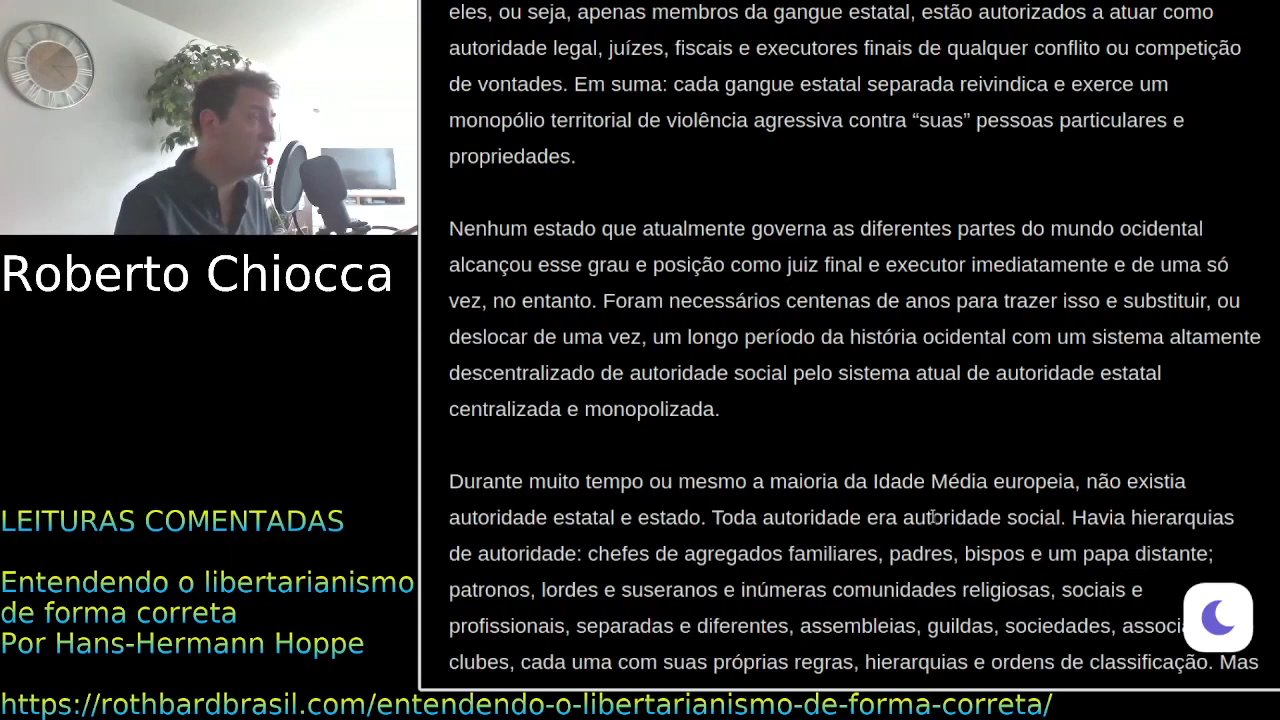 Roberto Chiocca
LEITURAS COMENTADAS
Entendendo o libertarianismo
de forma correta
Por Hans-Hermann Hoppe
eles, ou seja, apenas membros da gangue estatal, estão autorizados a atuar como
autoridade legal, juízes, fiscais e executores finais de qualquer conflito ou competição
de vontades. Em suma: cada gangue estatal separada reivindica e exerce um
monopólio territorial de violência agressiva contra “suas” pessoas particulares e
propriedades.
Nenhum estado que atualmente governa as diferentes partes do mundo ocidental
alcançou esse grau e posição como juiz final e executor imediatamente e de uma só
vez, no entanto. Foram necessários centenas de anos para trazer isso e substituir, ou
deslocar de uma vez, um longo período da história ocidental com um sistema altamente
descentralizado de autoridade social pelo sistema atual de autoridade estatal
centralizada e monopolizada.
Durante muito tempo ou mesmo a maioria da Idade Média europeia, não existia
autoridade estatal e estado. Toda autoridade era autoridade social. Havia hierarquias
de autoridade: chefes de agregados familiares, padres, bispos e um papa distante;
patronos, lordes e suseranos e inúmeras comunidades religiosas, sociais e
profissionais, separadas e diferentes, assembleias, guildas, sociedades,
clubes, cada uma com suas próprias regras, hierarquias e ordens de classificação. Mas
https://rothbardbrasil.com/entendendo-o-libertarianismo-de-forma-correta/